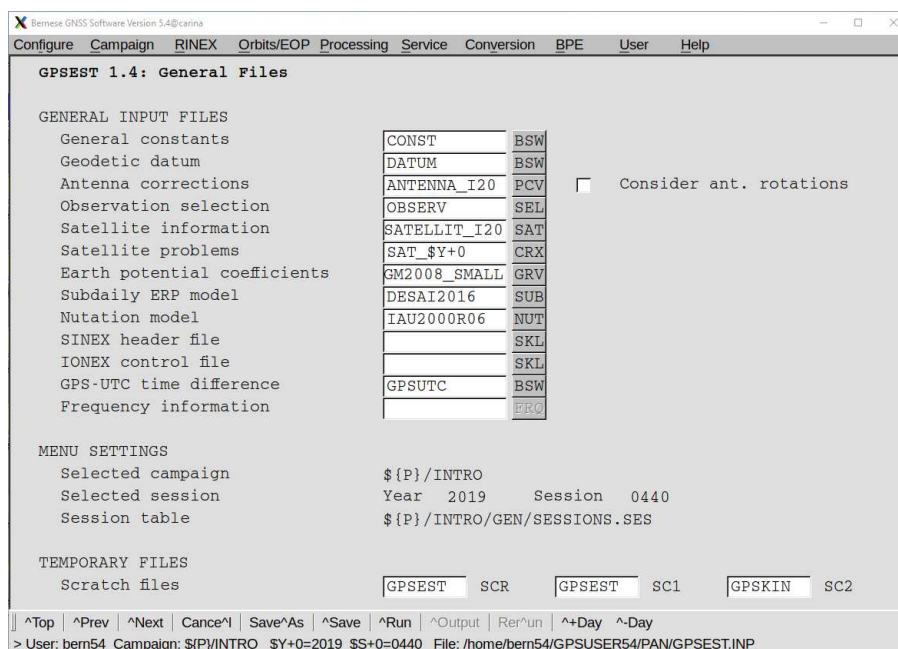 Bernese GNSS Software Version 5.4@carina
Configure Campaign RINEX Orbits/EOP Processing Service Conversion BPE User Help
GPSEST 1.4: General Files
GENERAL INPUT FILES
General constants CONST BSW
Geodetic datum DATUM BSW
Antenna corrections ANTENNA_I20 PCV Consider ant. rotations
Observation selection OBSERV SEL
Satellite information SATELLIT_I20 SAT
Satellite problems SAT_$Y+0 CRX
Earth potential coefficients GM2008_SMALL GRV
Subdaily ERP model DESAI2016 SUB
Nutation model IAU2000R06 NUT
SINEX header file SKL
IONEX control file SKL
GPS-UTC time difference GPSUTC BSW
Frequency information FRQ
MENU SETTINGS
Selected campaign ${P}/INTRO
Selected session Year 2019 Session 0440
Session table ${P}/INTRO/GEN/SESSIONS.SES
TEMPORARY FILES
Scratch files GPSEST SCR GPSEST SC1 GPSKIN SC2
^Top | ^Prev | ^Next | Cance^l | Save^As | ^Save | ^Run | ^Output | Rer^un | ^+Day ^-Day
> User: bern54 Campaign: ${P}/INTRO $Y+0=2019 $S+0=0440 File: /home/bern54/GPSUSER54/PAN/GPSEST.INP